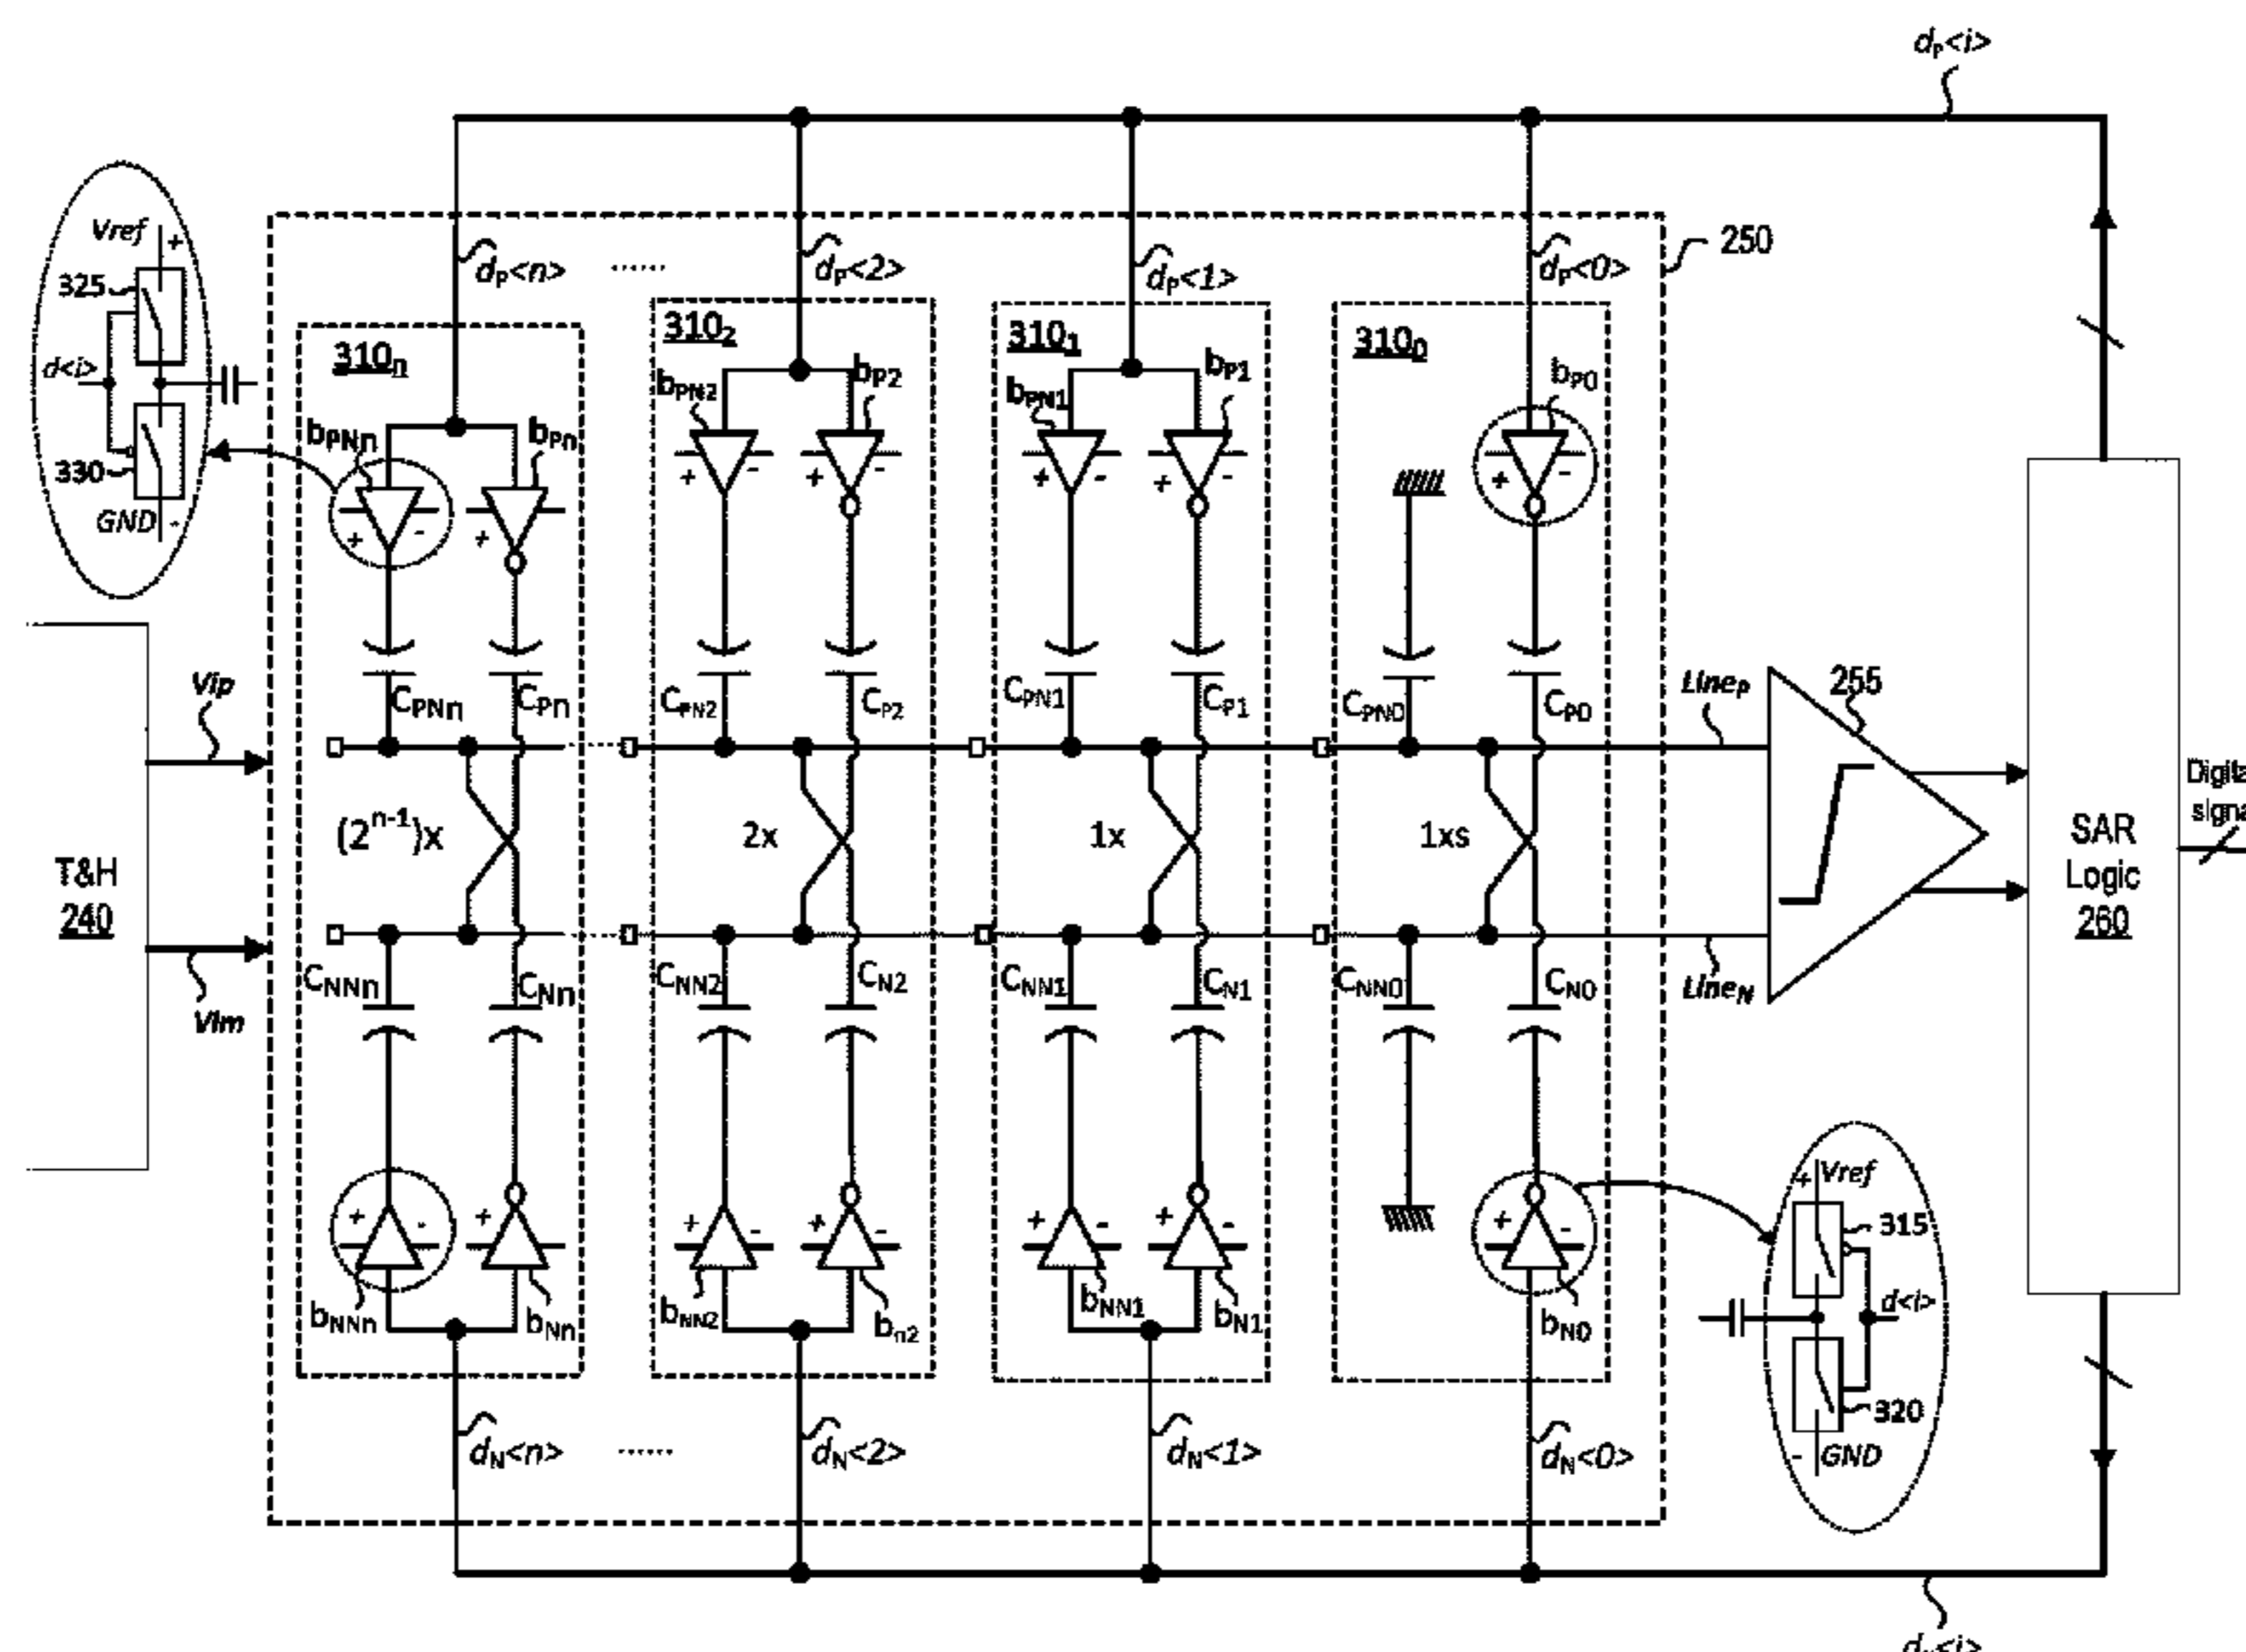 dP<i>
Vref +
325
d<i>
330
GND -
250
dP<n> ...... dP<2> dP<1> dP<0>
310n 3102 3101 3100
bPNn bPn bPN2 bP2 bPN1 bP1 bP0
+ - + + - + - + - + - + -
CPNn CPn CPN2 CP2 CPN1 CP1 CPN0 CP0
Vip
LineP
255
(2n-1)x 2x 1x 1xs
T&H
240
SAR
Logic
260
Vim
CNNn CNn CNN2 CN2 CNN1 CN1 CNN0 CN0
LineN
+ - + + - + - + - + - + -
bNNn bNn bNN2 bn2 bNN1 bN1 bN0
+ Vref
315
d<i>
320
- GND
dN<n> ...... dN<2> dN<1> dN<0>